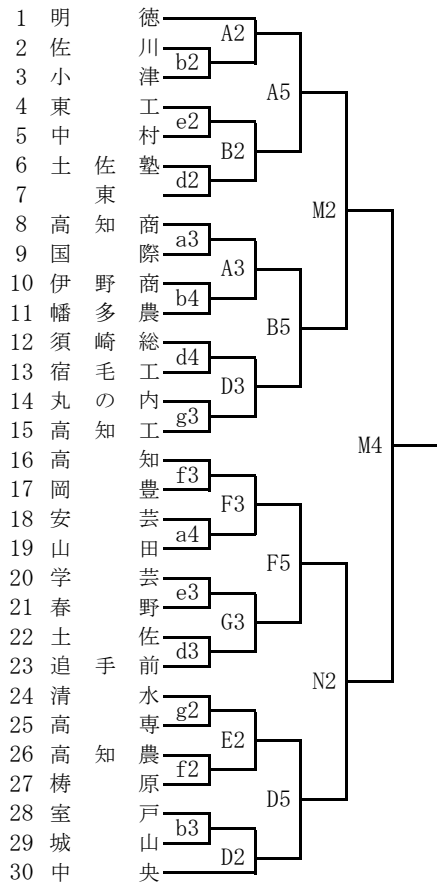 1 明徳
A2
2 佐川
b2
3 小津
A5
4 東工
e2
5 中村
B2
6 土佐塾
d2
7 東
M2
8 高知商
a3
9 国際
A3
10 伊野商
b4
11 幡多農
B5
12 須崎総
d4
13 宿毛工
D3
14 丸の内
g3
15 高知工
M4
16 高知
f3
17 岡豊
F3
18 安芸
a4
19 山田
F5
20 学芸
e3
21 春野
G3
22 土佐
d3
23 追手前
N2
24 清水
g2
25 高専
E2
26 高知農
f2
27 梼原
D5
28 室戸
b3
29 城山
D2
30 中央